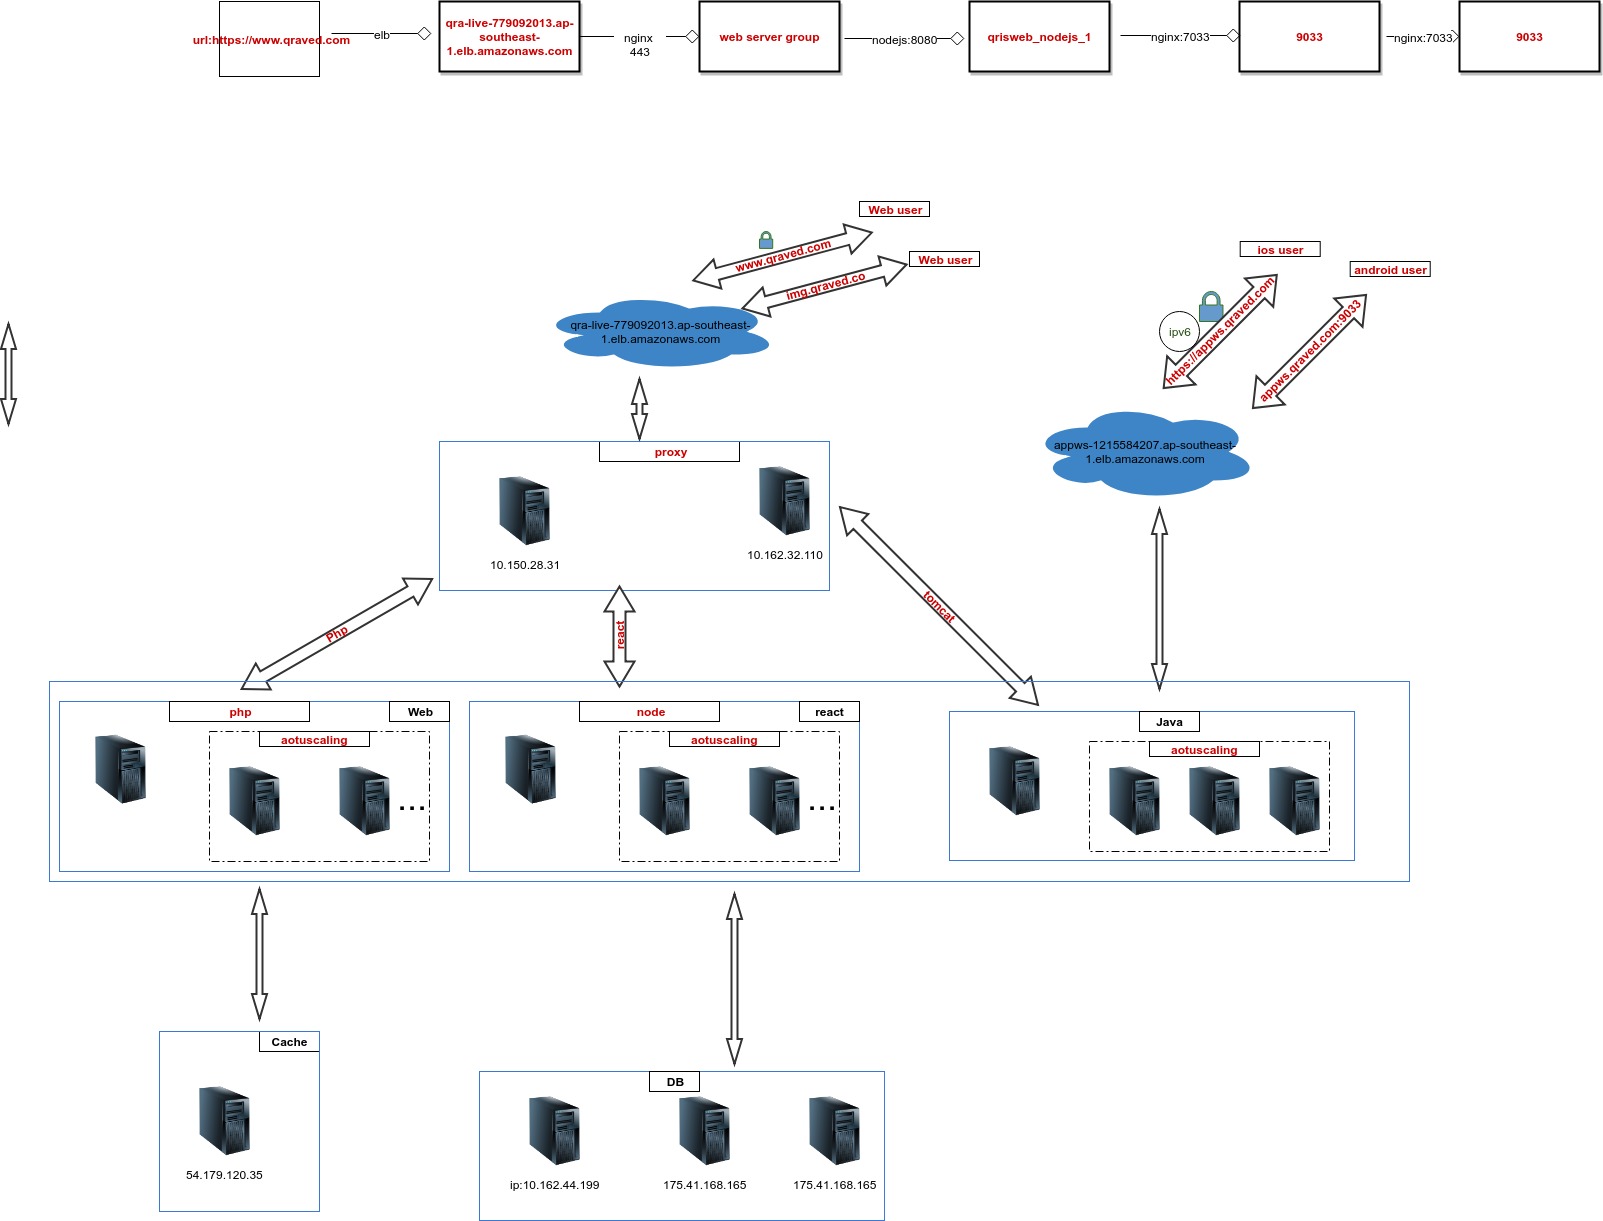 url:https://www.qraved.com
elb
qra-live-779092013.ap-
southeast-
1.elb.amazonaws.com
nginx
443
web server group
nodejs:8080
qrisweb_nodejs_1
nginx:7033
9033
nginx:7033
9033
Web user
www.qraved.com
Web user
img.qraved.co
ios user
android user
ipv6
https://appws.qraved.com
appws.qraved.com:9033
qra-live-779092013.ap-southeast-
1.elb.amazonaws.com
appws-1215584207.ap-southeast-
1.elb.amazonaws.com
proxy
10.150.28.31
10.162.32.110
Php
react
tomcat
php
Web
aotuscaling
...
node
react
aotuscaling
...
Java
aotuscaling
Cache
54.179.120.35
DB
ip:10.162.44.199
175.41.168.165
175.41.168.165